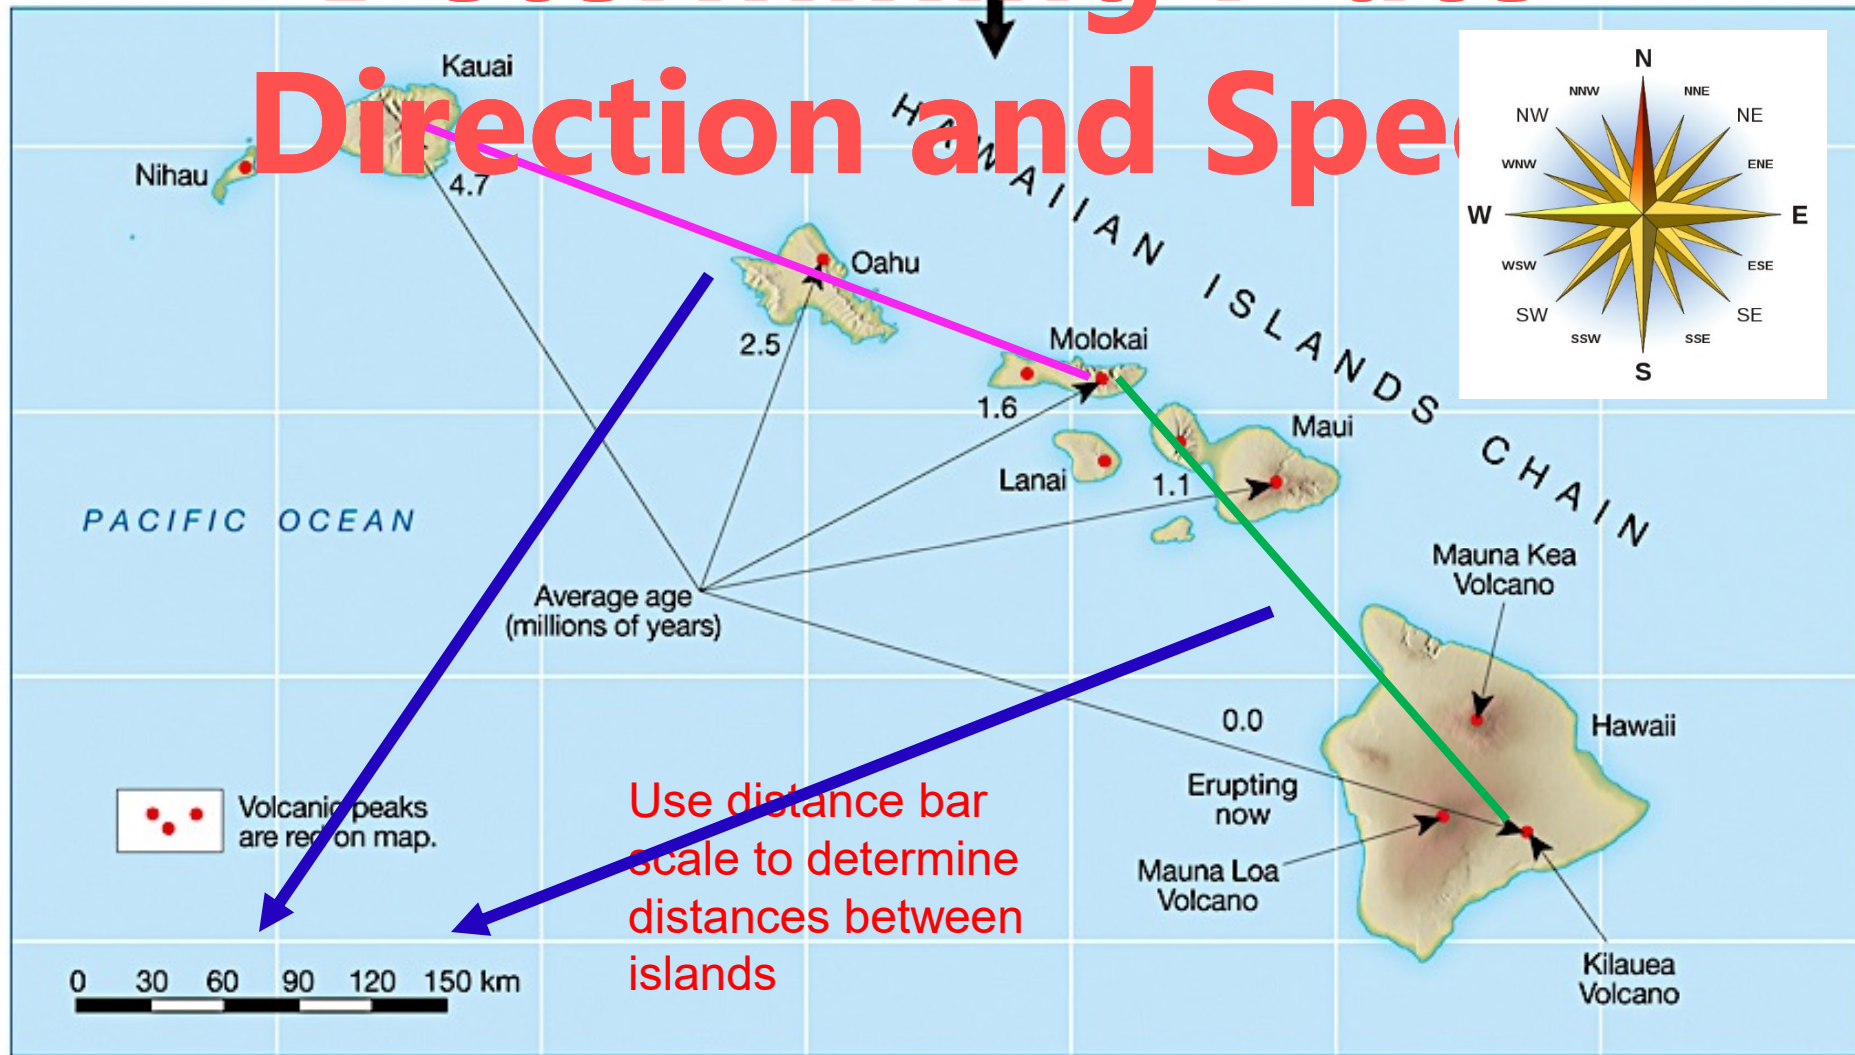 Direction and Spee
Kauai
Nihau
4.7
HAWAIIAN ISLANDS CHAIN
N
NNW
NNE
NW
NE
WNW
ENE
W
E
WSW
ESE
SW
SE
SSW
SSE
S
Oahu
2.5
Molokai
1.6
Maui
Lanai
1.1
PACIFIC OCEAN
Average age
(millions of years)
Mauna Kea
Volcano
0.0
Hawaii
Erupting
now
Mauna Loa
Volcano
Kilauea
Volcano
Volcanic peaks
are red on map.
Use distance bar
scale to determine
distances between
islands
0 30 60 90 120 150 km